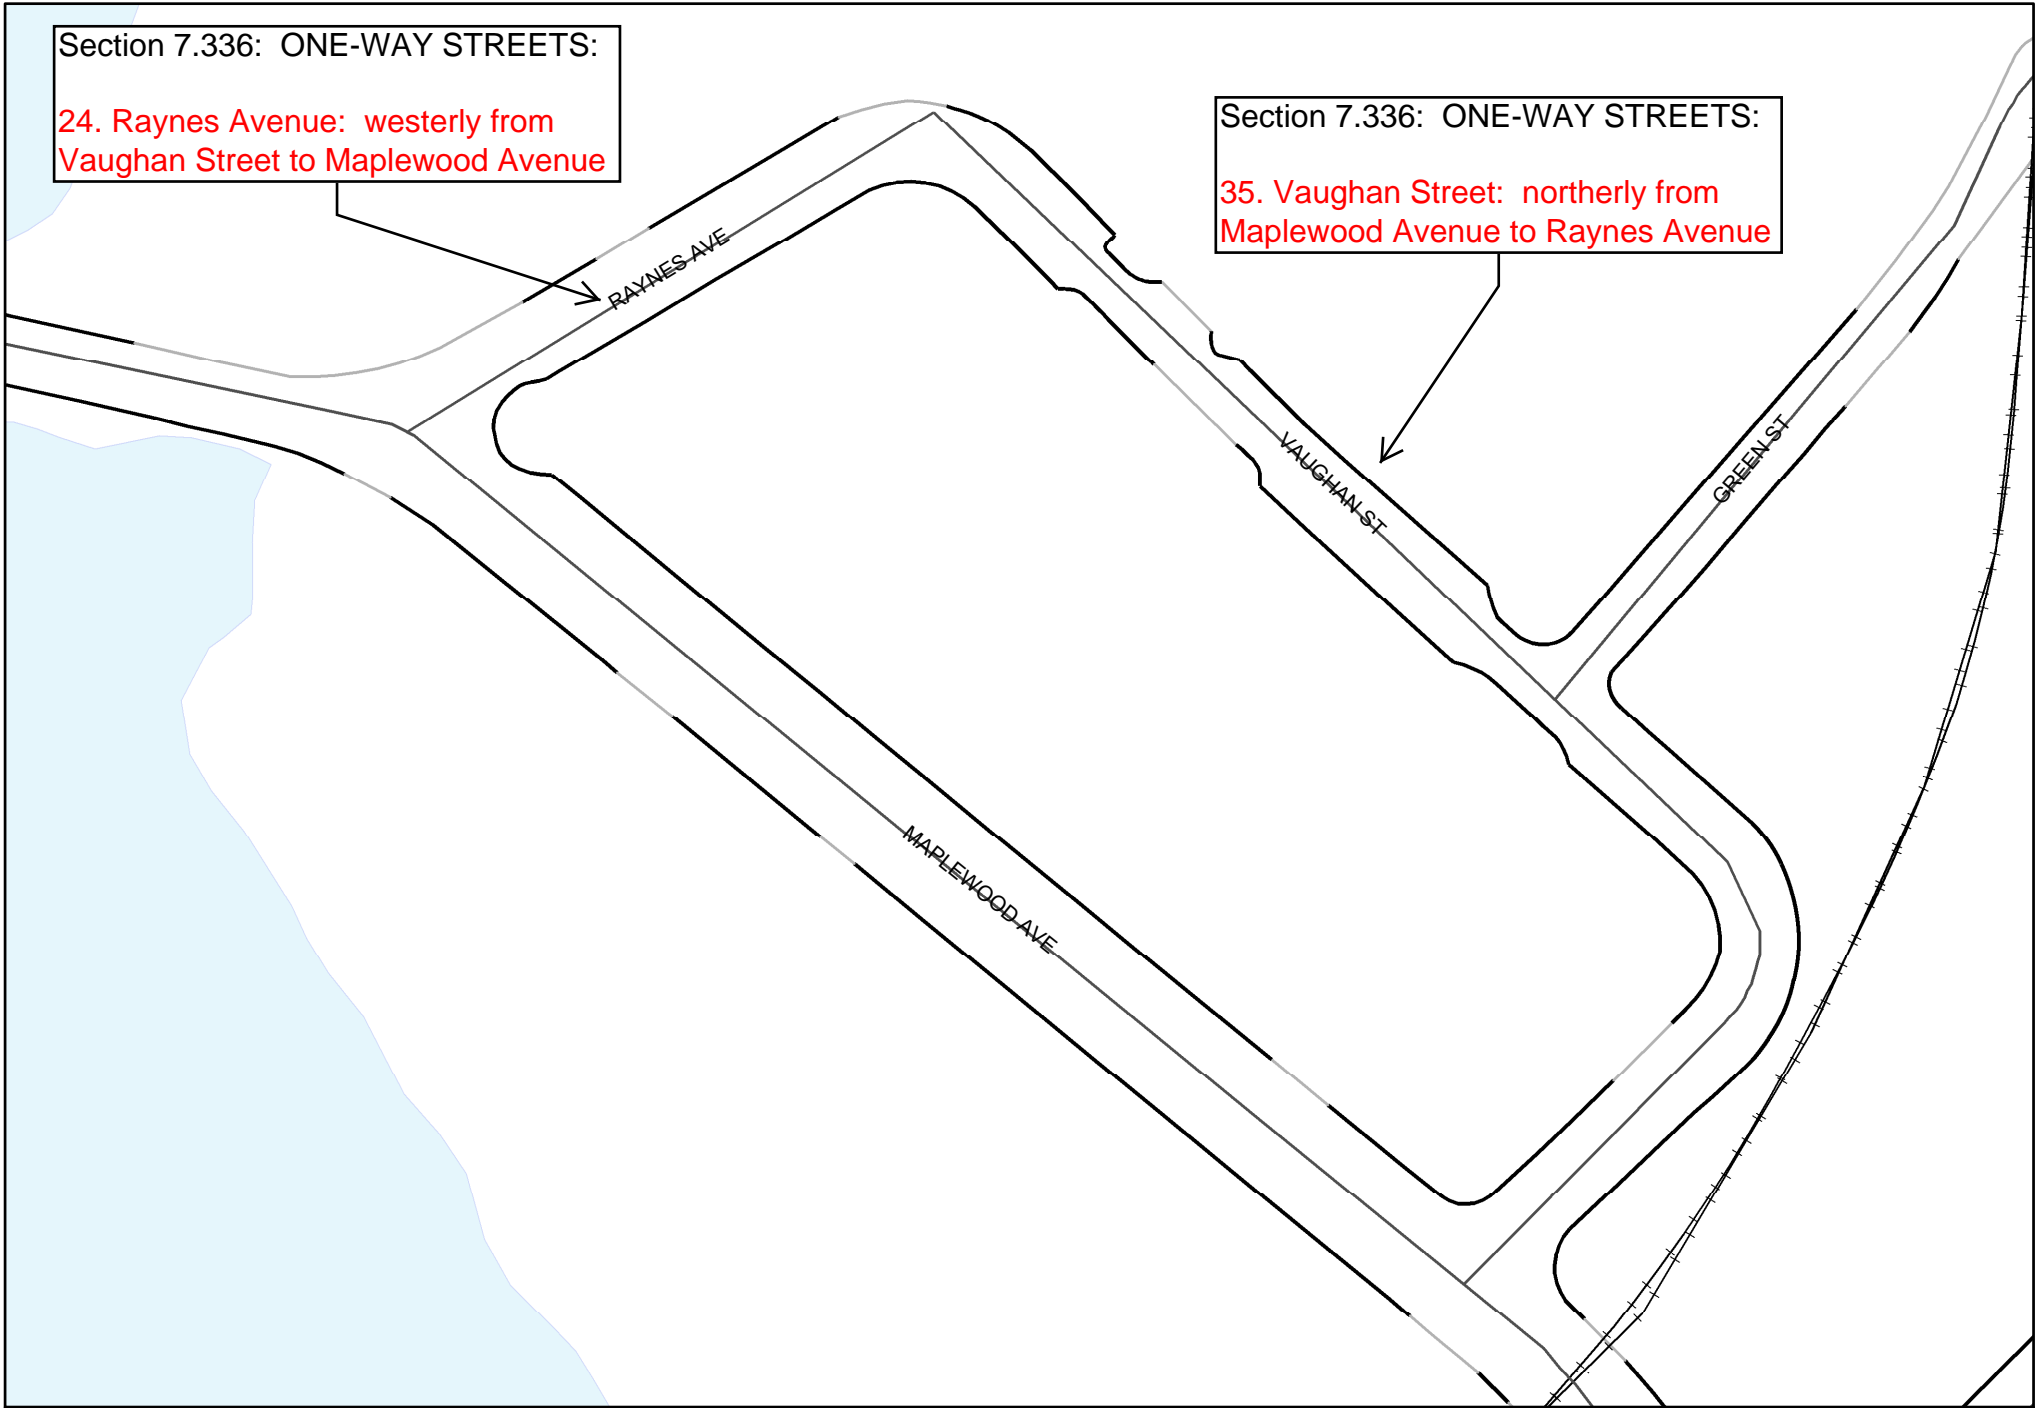 Section 7.336: ONE-WAY STREETS:
24. Raynes Avenue: westerly from
Vaughan Street to Maplewood Avenue
Section 7.336: ONE-WAY STREETS:
35. Vaughan Street: northerly from
Maplewood Avenue to Raynes Avenue
RAYNES AVE
VAUGHAN ST
GREEN ST
MAPLEWOOD AVE